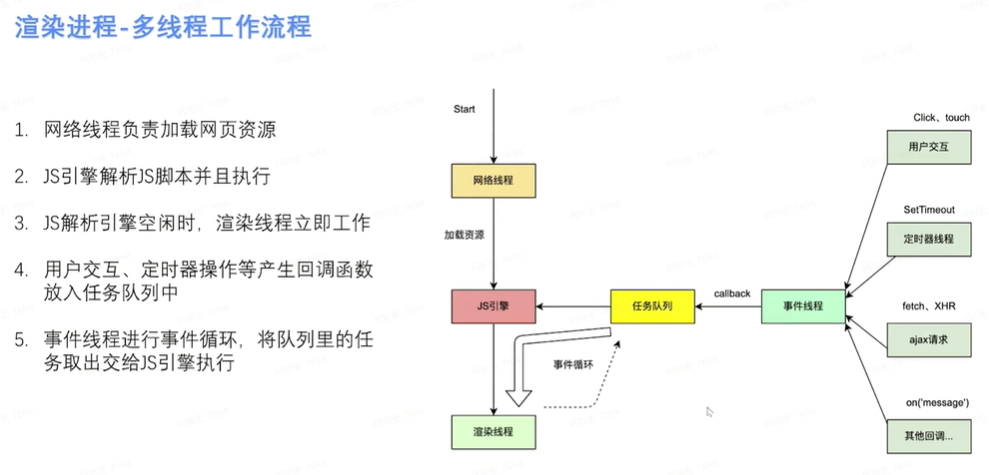 渲染进程-多线程工作流程
1. 网络线程负责加载网页资源
2. JS引擎解析JS脚本并且执行
3. JS解析引擎空闲时，渲染线程立即工作
4. 用户交互、定时器操作等产生回调函数
放入任务队列中
5. 事件线程进行事件循环，将队列里的任
务取出交给JS引擎执行
Start
网络线程
加载资源
JS引擎
任务队列
callback
事件线程
事件循环
渲染线程
Click、touch
用户交互
SetTimeout
定时器线程
fetch、XHR
ajax请求
on('message')
其他回调...